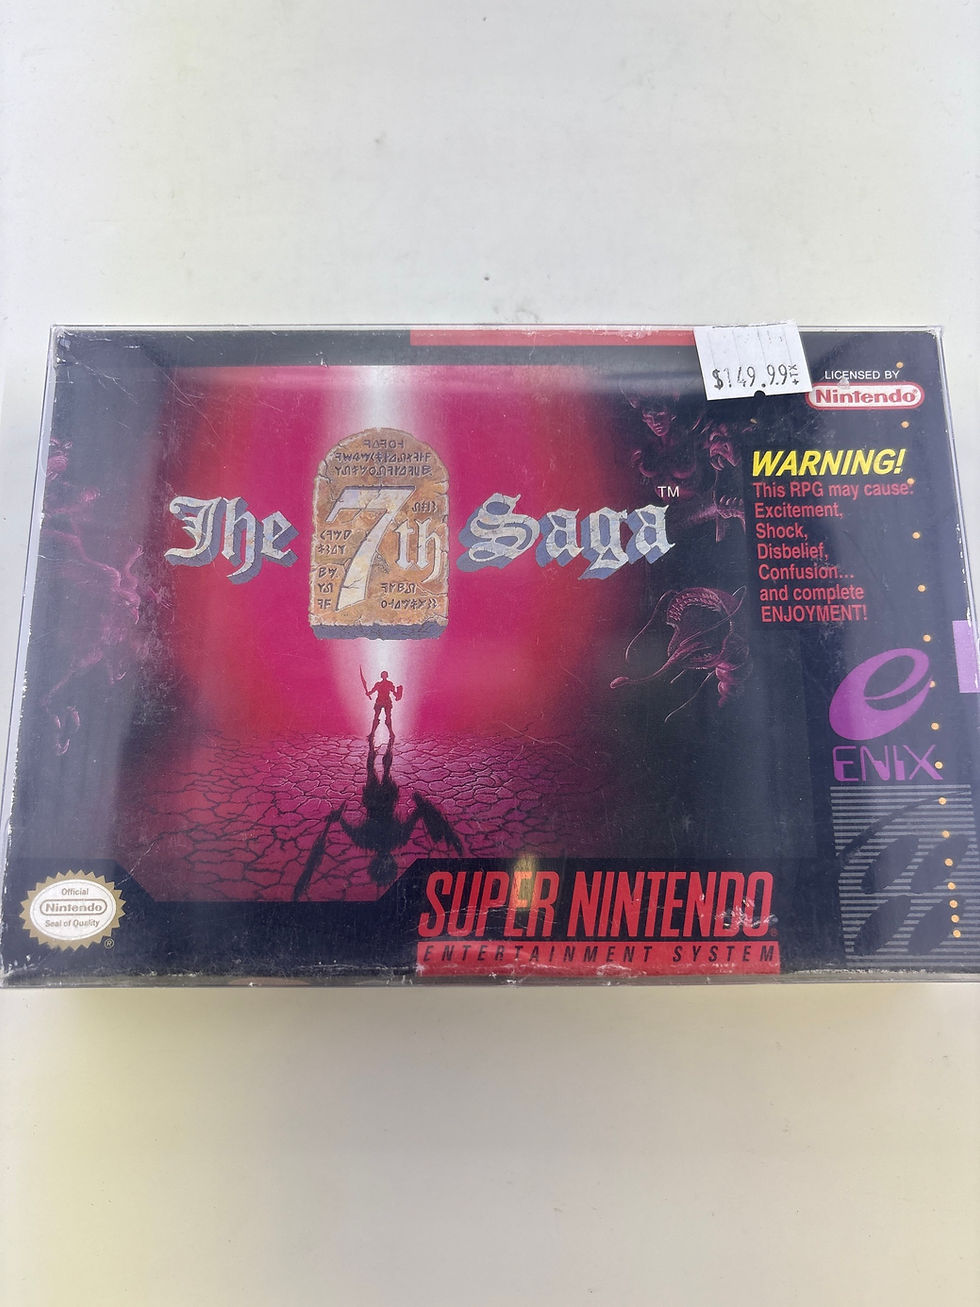 $149.99
LICENSED BY
Nintendo®
The 7th Saga™
WARNING!
This RPG may cause:
Excitement,
Shock,
Disbelief,
Confusion...
and complete
ENJOYMENT!
e
ENIX
Official
Nintendo
Seal of Quality
®
SUPER NINTENDO®
ENTERTAINMENT SYSTEM